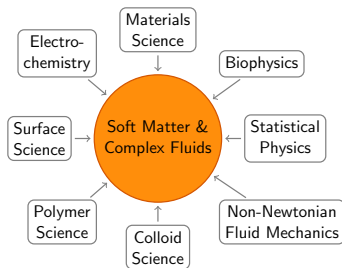 Materials
Science
Electro-
chemistry
Biophysics
Surface
Science
Soft Matter &
Complex Fluids
Statistical
Physics
Polymer
Science
Colloid
Science
Non-Newtonian
Fluid Mechanics